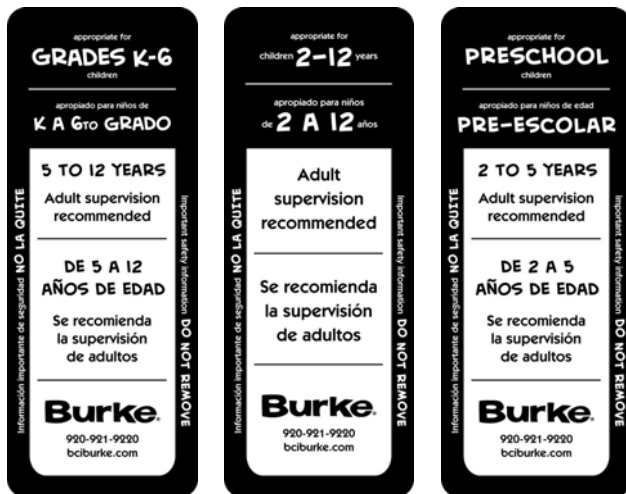 appropriate for
GRADES K-6
children
apropiado para niños de
K A 6TO GRADO
5 TO 12 YEARS
Adult supervision
recommended
DE 5 A 12
AÑOS DE EDAD
Se recomienda
la supervisión
de adultos
Burke®
920-921-9220
bciburke.com
Información importante de seguridad NO LA QUITE
Important safety information DO NOT REMOVE
appropriate for
children 2-12 years
apropiado para niños
de 2 A 12 años
Adult
supervision
recommended
Se recomienda
la supervisión
de adultos
Burke®
920-921-9220
bciburke.com
Información importante de seguridad NO LA QUITE
Important safety information DO NOT REMOVE
appropriate for
PRESCHOOL
children
apropiado para niños de edad
PRE-ESCOLAR
2 TO 5 YEARS
Adult supervision
recommended
DE 2 A 5
AÑOS DE EDAD
Se recomienda
la supervisión
de adultos
Burke®
920-921-9220
bciburke.com
Información importante de seguridad NO LA QUITE
Important safety information DO NOT REMOVE